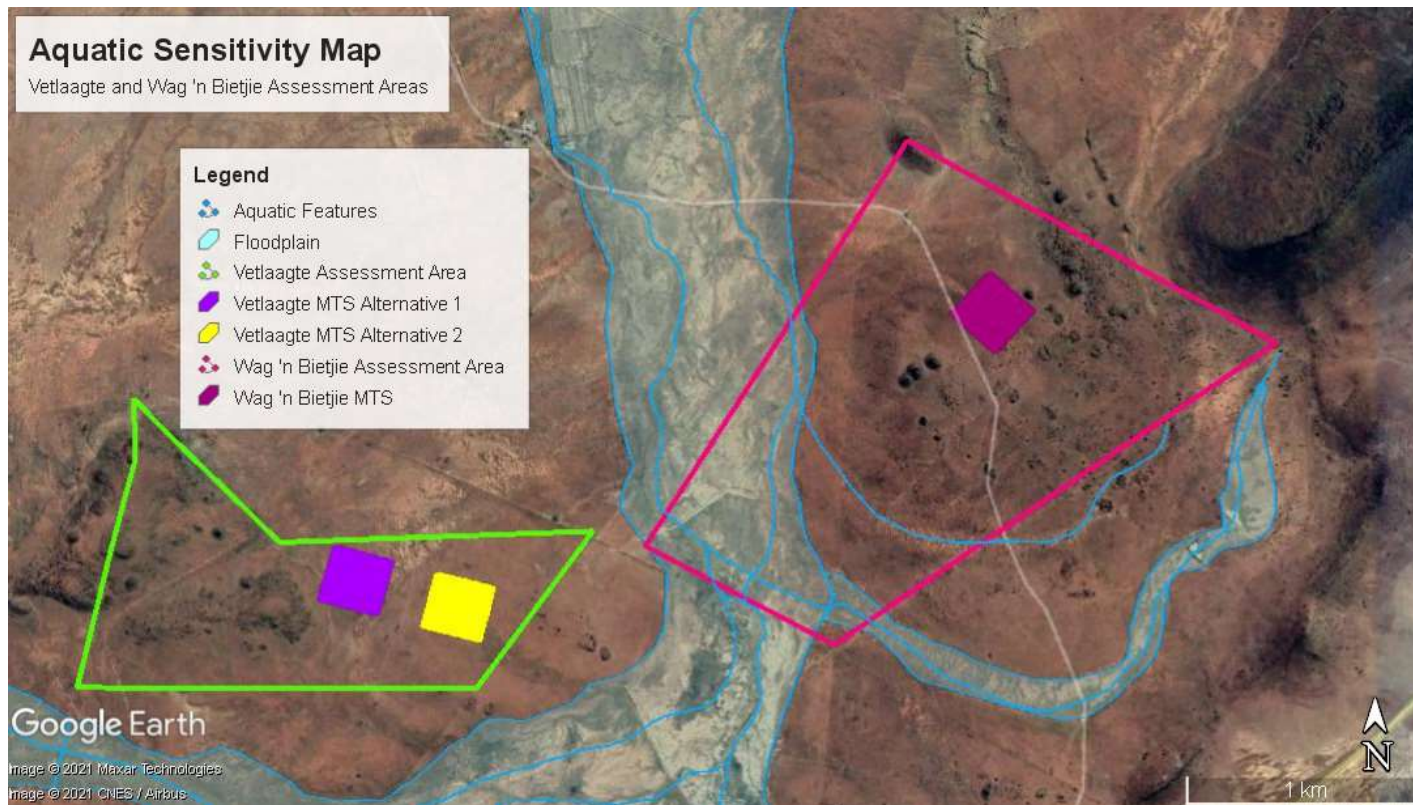 Aquatic Sensitivity Map
Vetlaagte and Wag 'n Bietjie Assessment Areas
Legend
Aquatic Features
Floodplain
Vetlaagte Assessment Area
Vetlaagte MTS Alternative 1
Vetlaagte MTS Alternative 2
Wag 'n Bietjie Assessment Area
Wag 'n Bietjie MTS
Google Earth
mage © 2021 Maxar Technologies
mage © 2021 CNES / Airbus
N
1 km